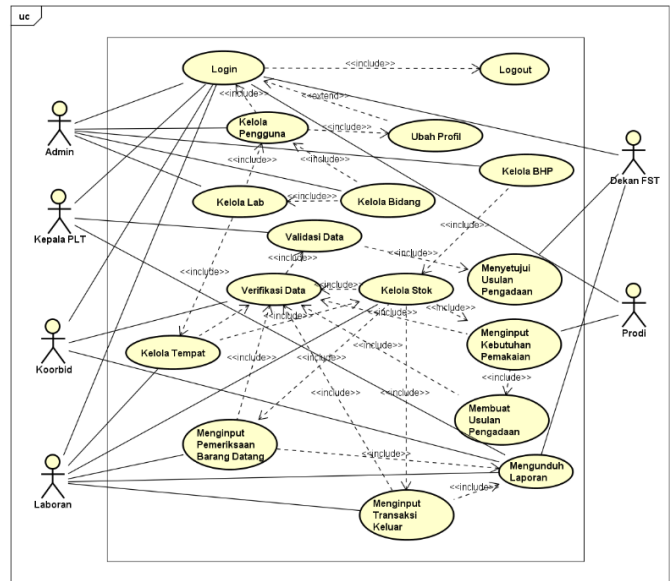 uc
Login
<<include>>
Logout
<<include>>
<<extend>>
Admin
Kelola
Pengguna
<<include>>
Ubah Profil
Dekan FST
<<include>>
<<include>>
Kelola BHP
Kelola Lab
<<include>>
Kelola Bidang
Kepala PLT
Validasi Data
<<include>>
<<include>>
<<include>>
Menyetujui
Usulan
Pengadaan
<<include>>
Verifikasi Data
<<include>>
Kelola Stok
<<include>>
<<include>>
<<include>>
Prodi
Koorbid
Kelola Tempat
<<include>>
<<include>>
Menginput
Kebutuhan
Pemakaian
<<include>>
<<include>>
Membuat
Usulan
Pengadaan
<<include>>
Menginput
Pemeriksaan
Barang Datang
<<include>>
<<include>>
Mengunduh
Laporan
Laboran
<<include>>
Menginput
Transaksi
Keluar